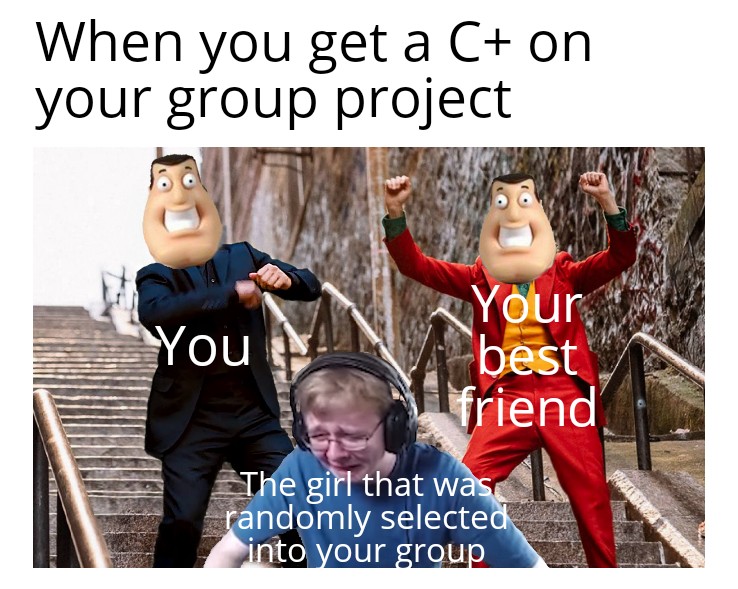 When you get a C+ on
your group project
You
Your
best
friend
The girl that was
randomly selected
into your group